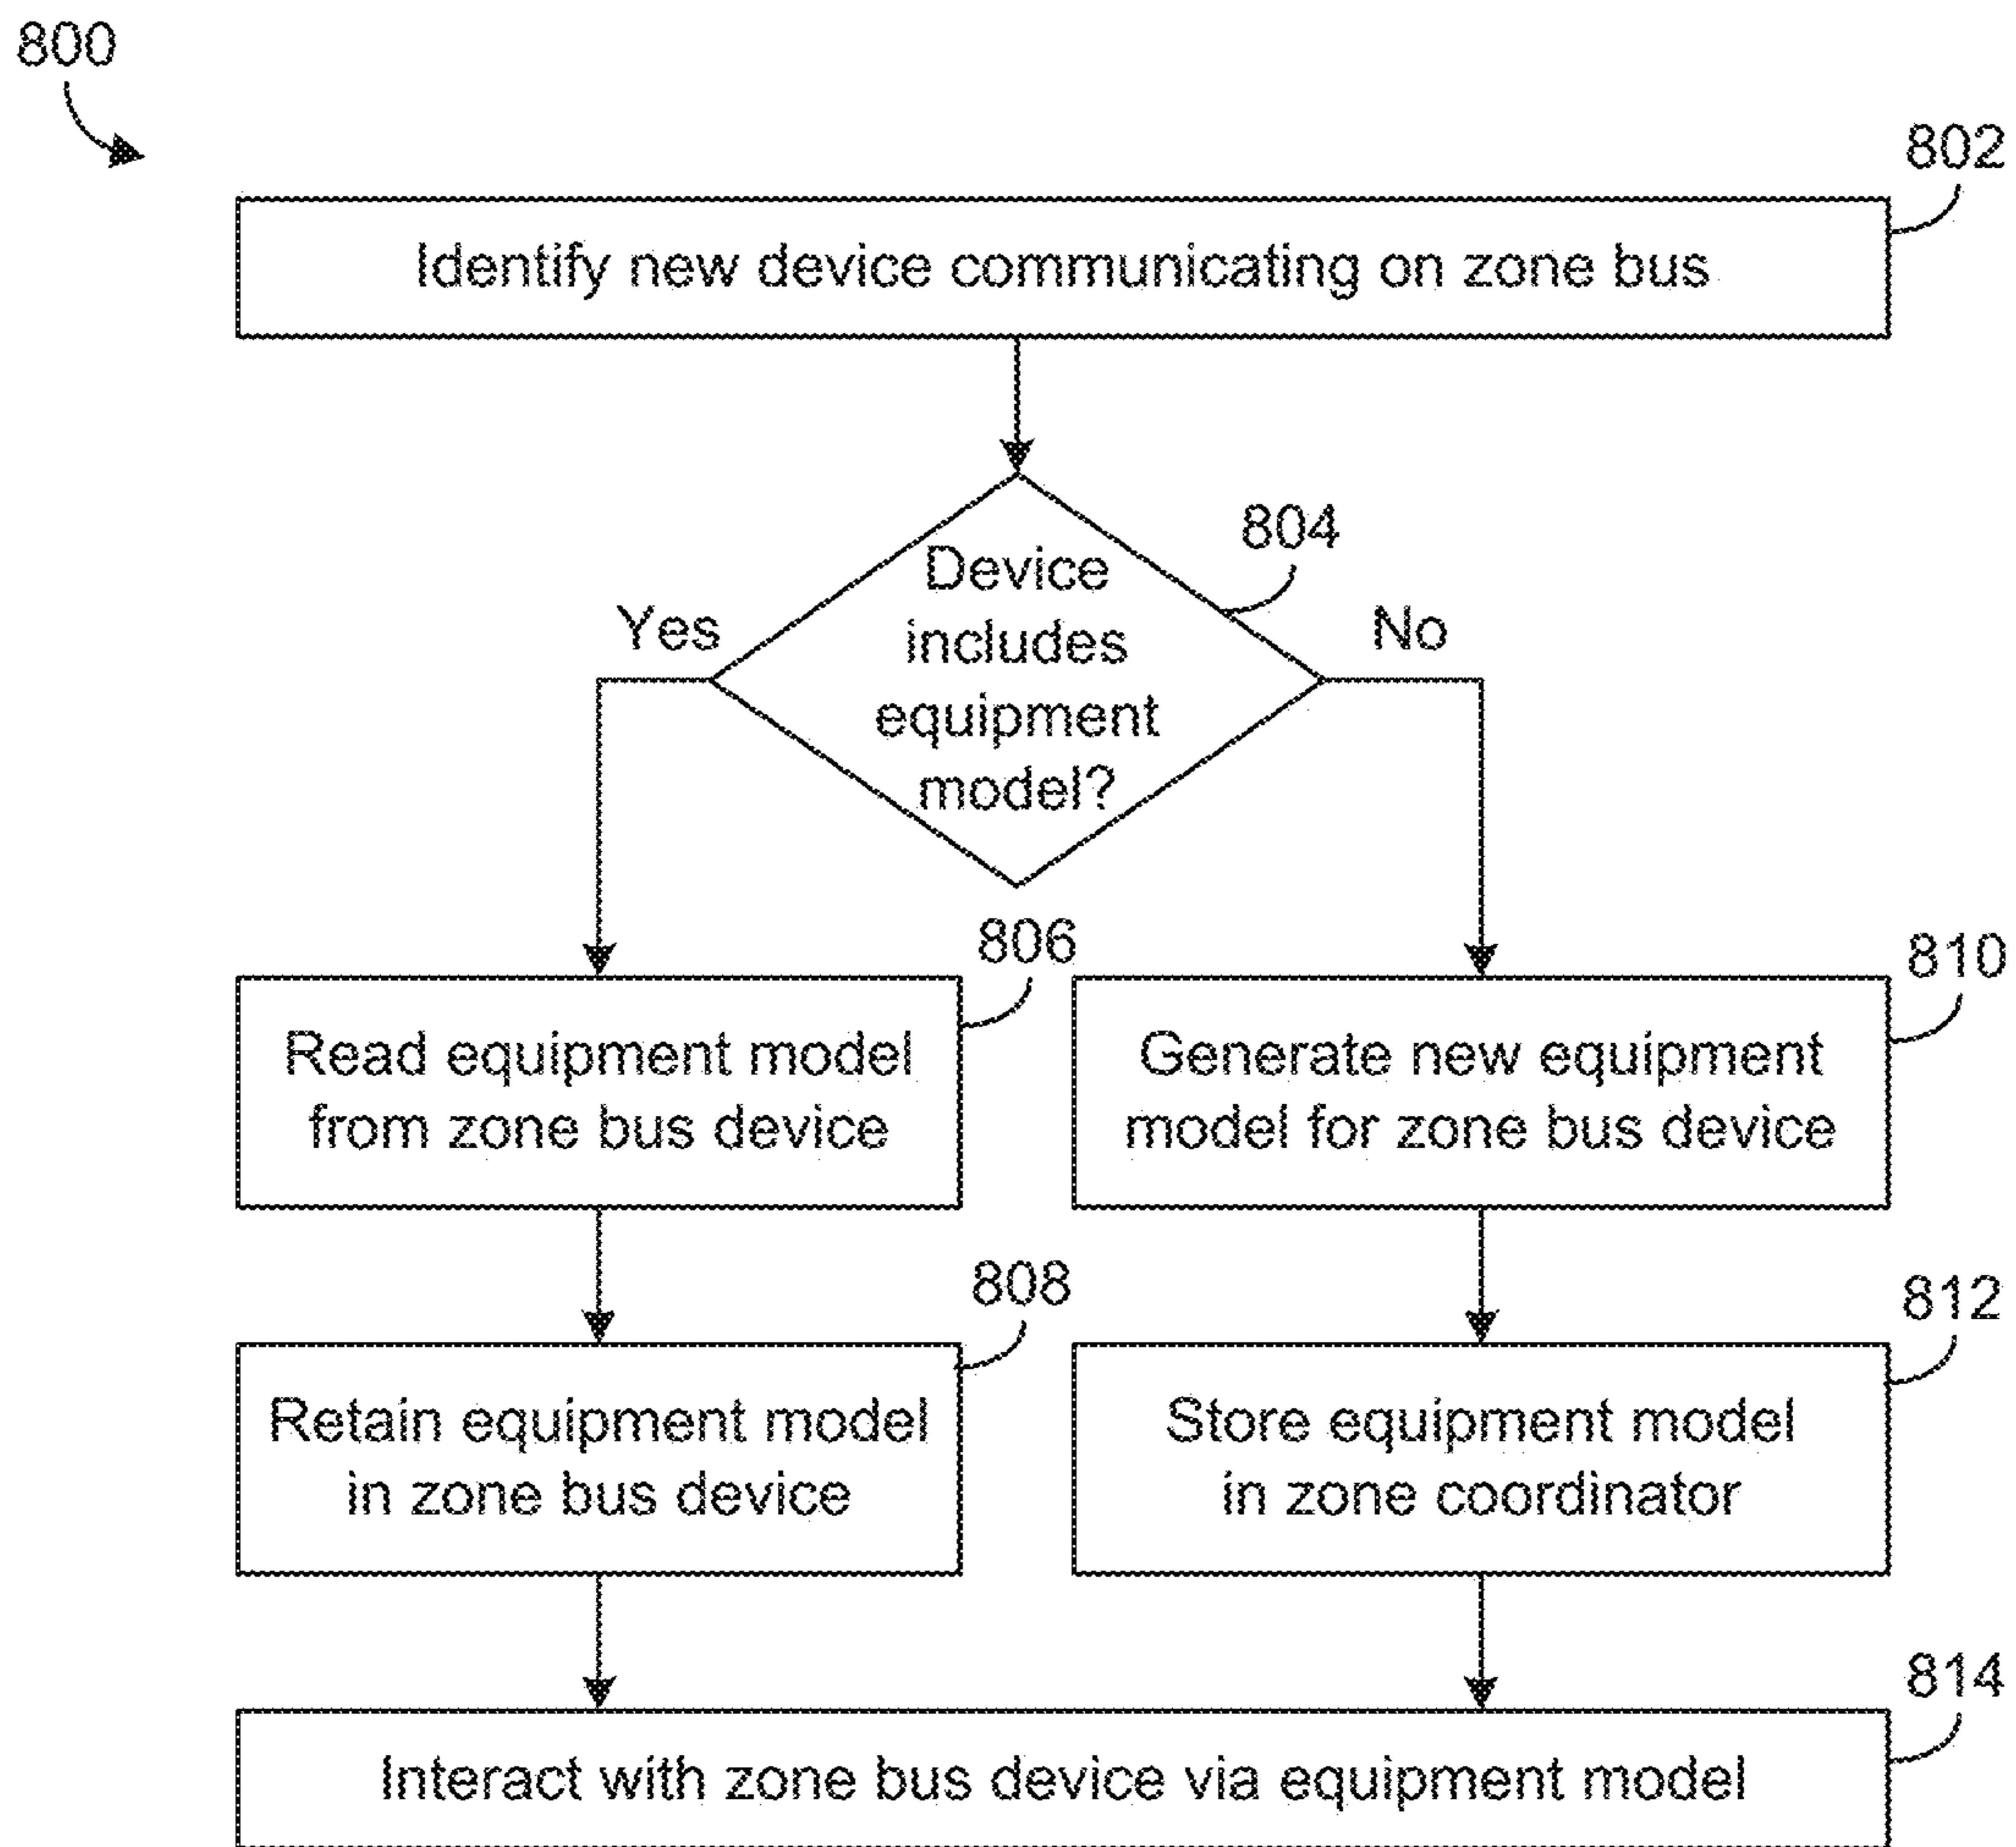 800
802
Identify new device communicating on zone bus
804
Device
includes
equipment
model?
Yes
No
806
810
Read equipment model
from zone bus device
Generate new equipment
model for zone bus device
808
812
Retain equipment model
in zone bus device
Store equipment model
in zone coordinator
814
Interact with zone bus device via equipment model